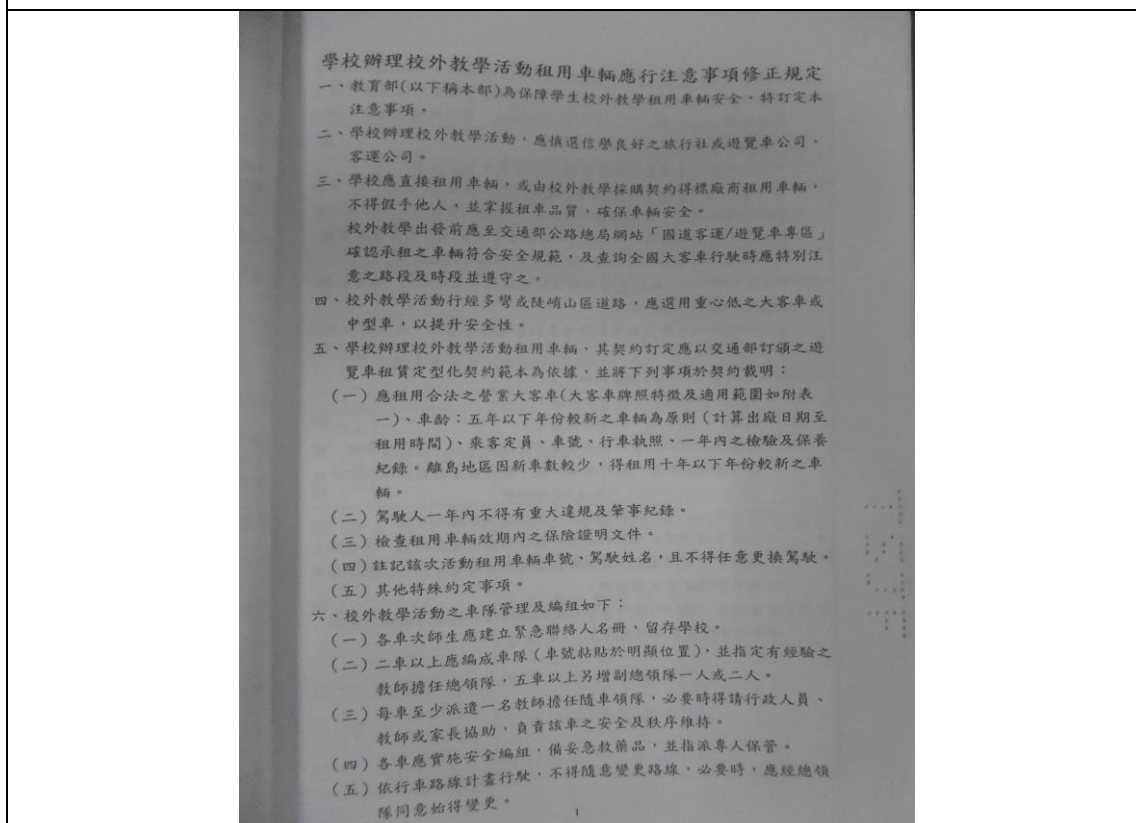 學校辦理校外教學活動租用車輛應行注意事項修正規定
一、教育部(以下稱本部)為保障學生校外教學租用車輛安全，特訂定本
注意事項。
二、學校辦理校外教學活動，應慎選信譽良好之旅行社或遊覽車公司、
客運公司。
三、學校應直接租用車輛，或由校外教學採購契約得標廠商租用車輛，
不得假手他人，並掌握租車品質，確保車輛安全。
校外教學出發前應至交通部公路總局網站「國道客運/遊覽車專區」
確認承租之車輛符合安全規範，及查詢全國大客車行駛時應特別注
意之路段及時段並遵守之。
四、校外教學活動行經多彎或陡峭山區道路，應選用重心低之大客車或
中型車，以提升安全性。
五、學校辦理校外教學活動租用車輛，其契約訂定應以交通部訂頒之遊
覽車租賃定型化契約範本為依據，並將下列事項於契約載明：
(一)應租用合法之營業大客車(大客車牌照特徵及適用範圍如附表
一)、車齡：五年以下年份較新之車輛為原則(計算出廠日期至
租用時間)、乘客定員、車號、行車執照、一年內之檢驗及保養
紀錄。離島地區因新車數較少，得租用十年以下年份較新之車
輛。
(二)駕駛人一年內不得有重大違規及肇事紀錄。
(三)檢查租用車輛效期內之保險證明文件。
(四)註記該次活動租用車輛車號、駕駛姓名，且不得任意更換駕駛。
(五)其他特殊約定事項。
六、校外教學活動之車隊管理及編組如下：
(一)各車次師生應建立緊急聯絡人名冊，留存學校。
(二)二車以上應編成車隊(車號粘貼於明顯位置)，並指定有經驗之
教師擔任總領隊，五車以上另增副總領隊一人或二人。
(三)每車至少派遣一名教師擔任隨車領隊，必要時得請行政人員、
教師或家長協助，負責該車之安全及秩序維持。
(四)各車應實施安全編組，備妥急救藥品，並指派專人保管。
(五)依行車路線計畫行駛，不得隨意變更路線，必要時，應經總領
隊同意始得變更。
1